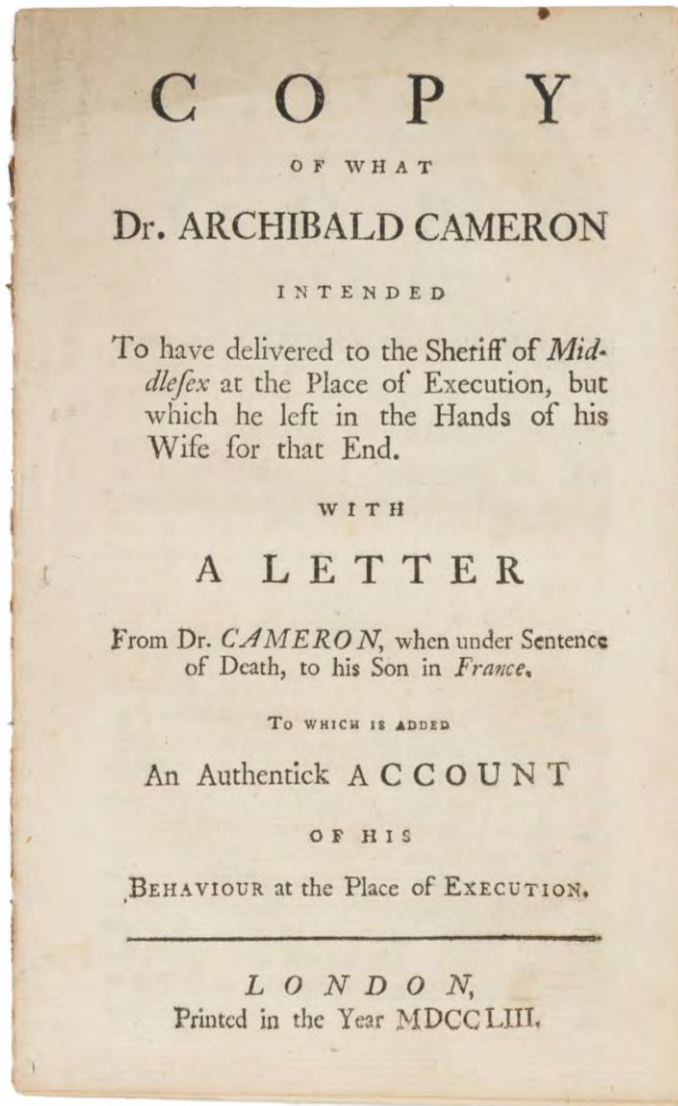 COPY
OF WHAT
Dr. ARCHIBALD CAMERON
INTENDED
To have delivered to the Sheriff of Mid-
dleſex at the Place of Execution, but
which he left in the Hands of his
Wife for that End.
WITH
A LETTER
From Dr. CAMERON, when under Sentence
of Death, to his Son in France.
To WHICH IS ADDED
An Authentick ACCOUNT
OF HIS
BEHAVIOUR at the Place of EXECUTION.
LONDON,
Printed in the Year MDCCLIII.